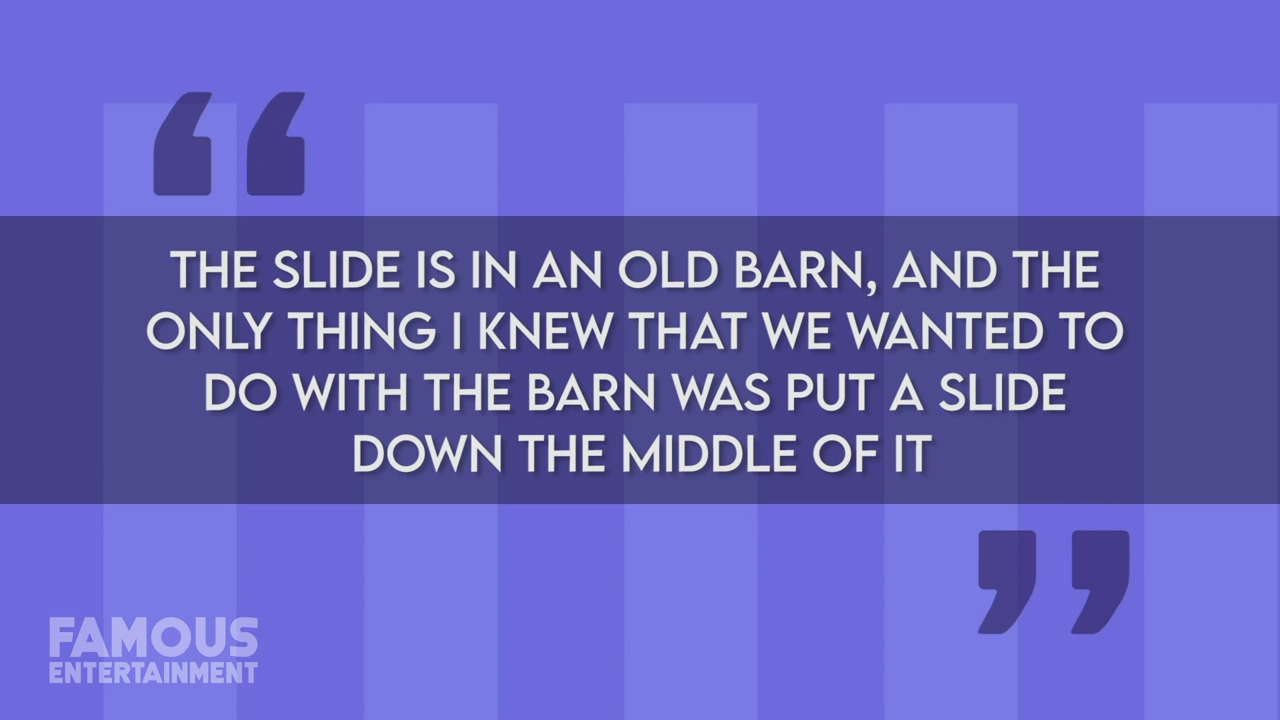 “
THE SLIDE IS IN AN OLD BARN, AND THE
ONLY THING I KNEW THAT WE WANTED TO
DO WITH THE BARN WAS PUT A SLIDE
DOWN THE MIDDLE OF IT
”
FAMOUS
ENTERTAINMENT